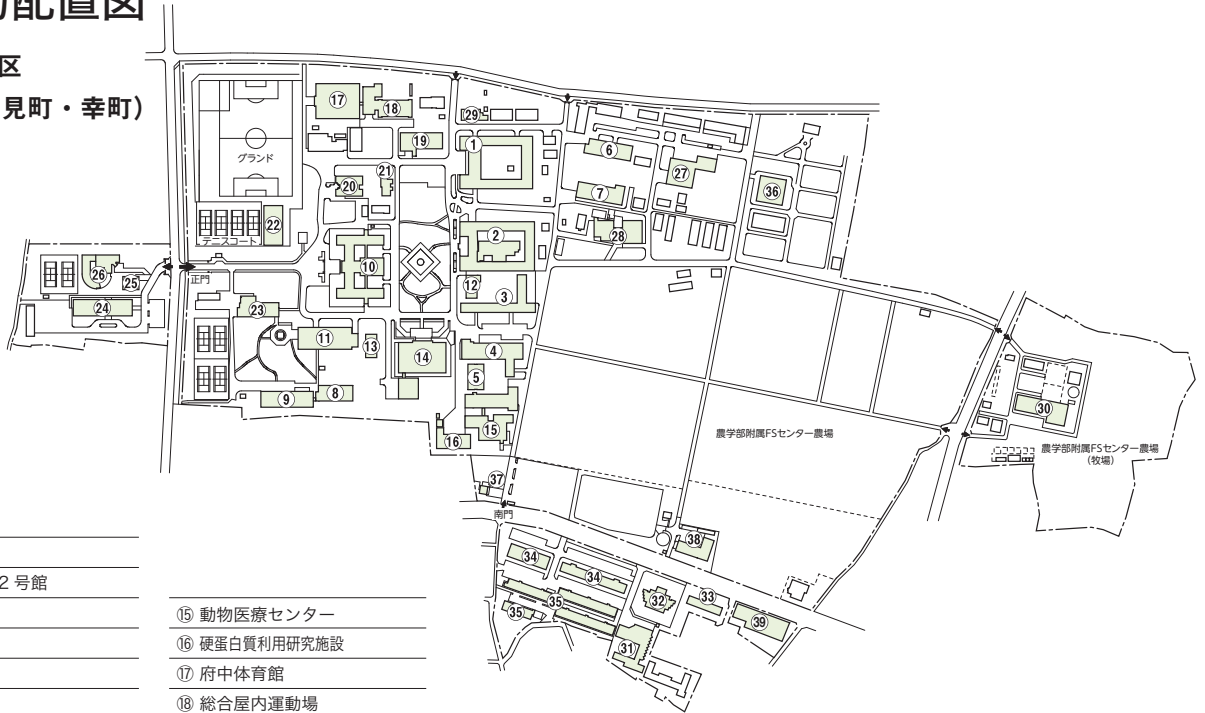 配置図
区
見町・幸町）
⑰
⑱
㉙
⑲
①
⑥
㉗
グランド
㉑
⑳
⑦
㊱
㉒
テニスコート
②
㉘
⑩
㉖
㉕
正門
⑫
③
㉔
㉓
⑪
⑬
⑭
④
⑤
⑨
⑧
㉚
⑮
⑯
農学部附属FSセンター農場
農学部附属FSセンター農場
（牧場）
㊲
南門
㊳
㉞
㉞
㉟
㉟
㉜
㉝
㊴
㉛
2 号館
⑮ 動物医療センター
⑯ 硬蛋白質利用研究施設
⑰ 府中体育館
⑱ 総合屋内運動場